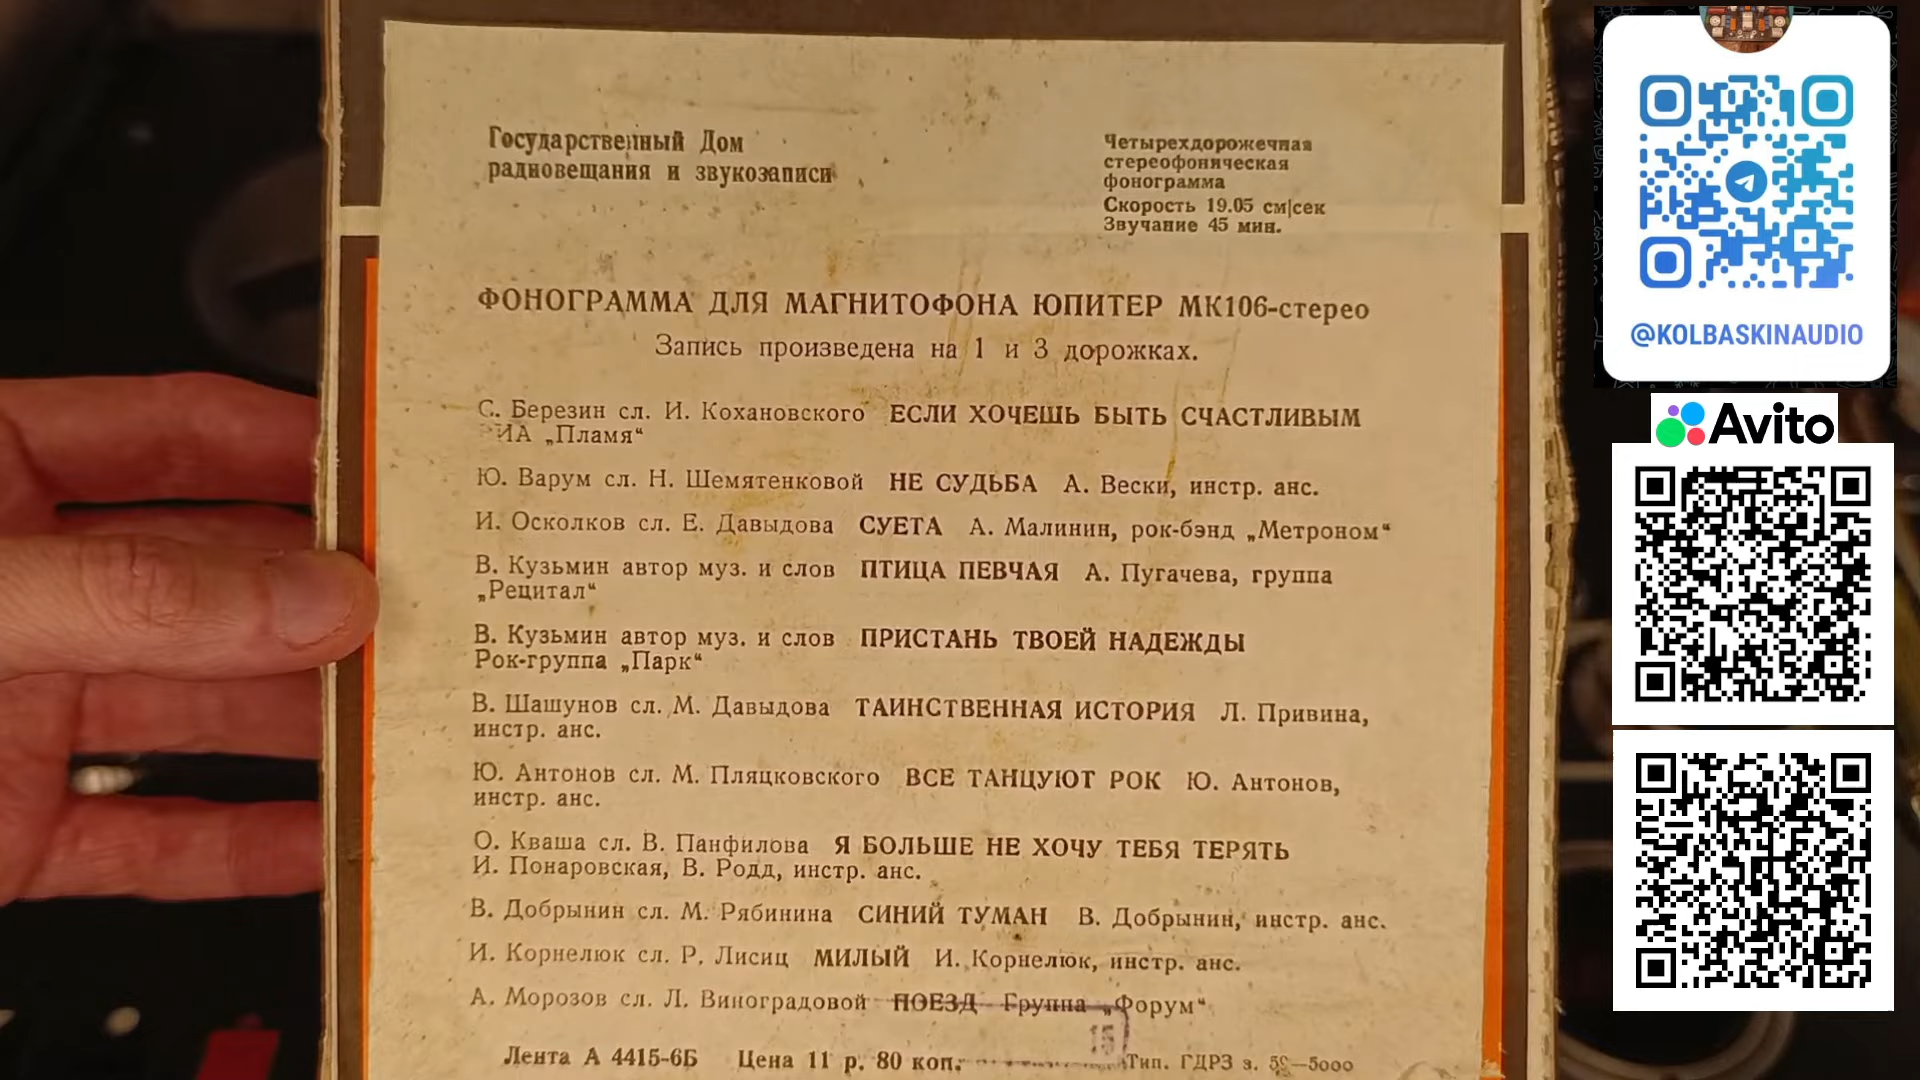 Государственный Дом
радиовещания и звукозаписи
Четырехдорожечная
стереофоническая
фонограмма
Скорость 19.05 см|сек
Звучание 45 мин.
ФОНОГРАММА ДЛЯ МАГНИТОФОНА ЮПИТЕР МК106-стерео
Запись произведена на 1 и 3 дорожках.
С. Березин сл. И. Кохановского ЕСЛИ ХОЧЕШЬ БЫТЬ СЧАСТЛИВЫМ
ВИА „Пламя“
Ю. Варум сл. Н. Шемятенковой НЕ СУДЬБА А. Вески, инстр. анс.
И. Осколков сл. Е. Давыдова СУЕТА А. Малинин, рок-бэнд „Метроном“
В. Кузьмин автор муз. и слов ПТИЦА ПЕВЧАЯ А. Пугачева, группа
„Рецитал“
В. Кузьмин автор муз. и слов ПРИСТАНЬ ТВОЕЙ НАДЕЖДЫ
Рок-группа „Парк“
В. Шашунов сл. М. Давыдова ТАИНСТВЕННАЯ ИСТОРИЯ Л. Привина,
инстр. анс.
Ю. Антонов сл. М. Пляцковского ВСЕ ТАНЦУЮТ РОК Ю. Антонов,
инстр. анс.
О. Кваша сл. В. Панфилова Я БОЛЬШЕ НЕ ХОЧУ ТЕБЯ ТЕРЯТЬ
И. Понаровская, В. Родд, инстр. анс.
В. Добрынин сл. М. Рябинина СИНИЙ ТУМАН В. Добрынин, инстр. анс.
И. Корнелюк сл. Р. Лисиц МИЛЫЙ И. Корнелюк, инстр. анс.
А. Морозов сл. Л. Виноградовой ПОЕЗД Группа „Форум“
15
Лента А 4415-6Б Цена 11 р. 80 коп. Тип. ГДРЗ з. —5000
@KOLBASKINAUDIO
Avito